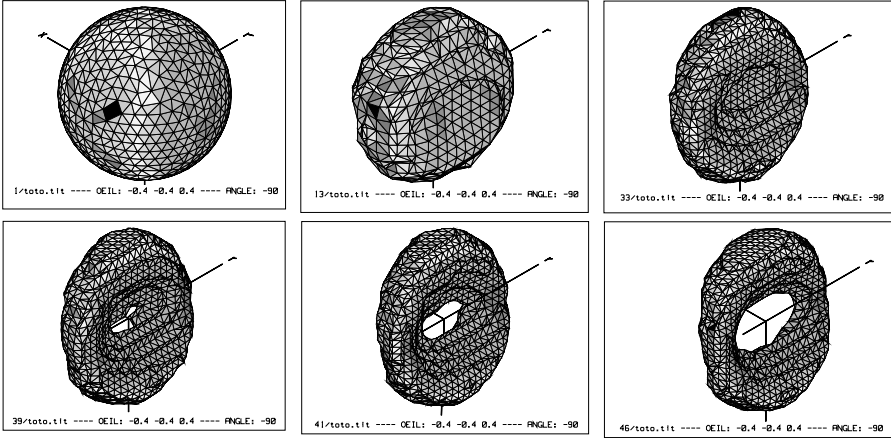 1/toto.tlt ---- OEIL: -0.4 -0.4 0.4 ---- ANGLE: -90
13/toto.tlt ---- OEIL: -0.4 -0.4 0.4 ---- ANGLE: -90
33/toto.tlt ---- OEIL: -0.4 -0.4 0.4 ---- ANGLE: -90
39/toto.tlt ---- OEIL: -0.4 -0.4 0.4 ---- ANGLE: -90
41/toto.tlt ---- OEIL: -0.4 -0.4 0.4 ---- ANGLE: -90
46/toto.tlt ---- OEIL: -0.4 -0.4 0.4 ---- ANGLE: -90